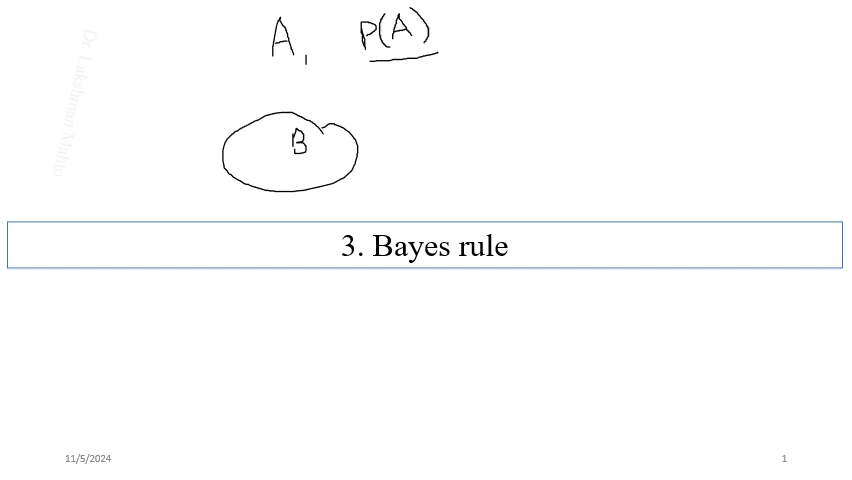 A, P(A)
B
3. Bayes rule
Dr. Lakshman Mahto
11/5/2024
1